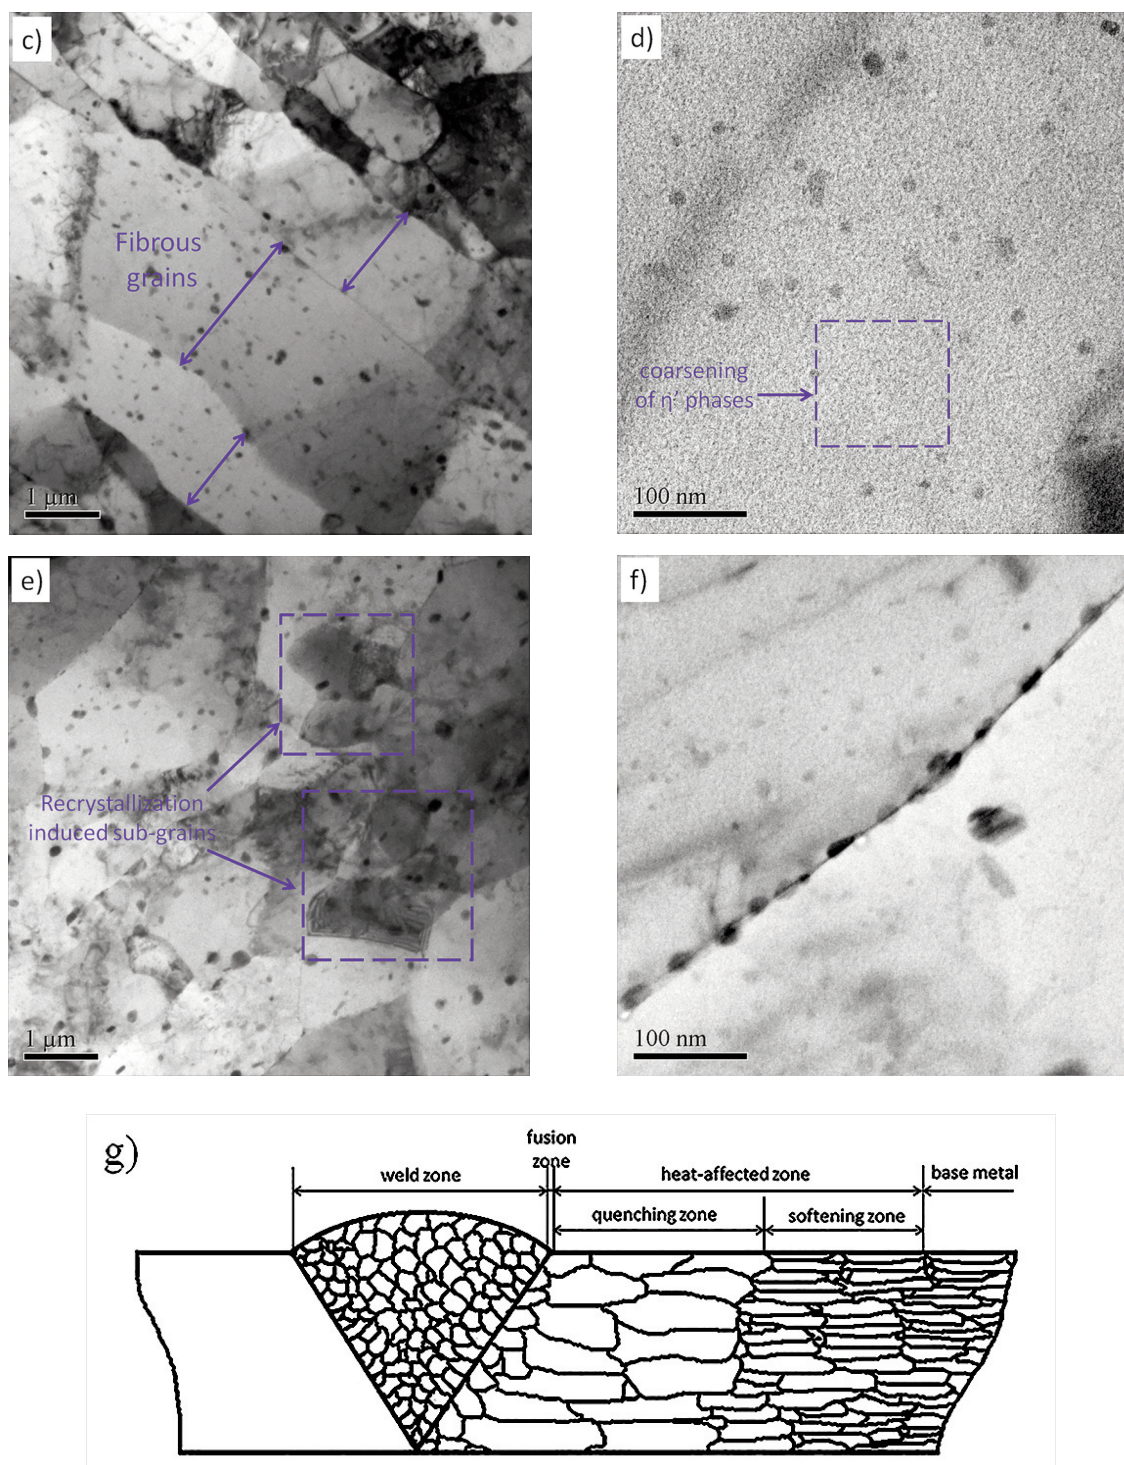 c)
Fibrous
grains
1 µm
d)
coarsening
of η’ phases
100 nm
e)
Recrystallization
induced sub-grains
1 µm
f)
100 nm
g)
fusion
zone
weld zone
heat-affected zone
base metal
quenching zone
softening zone